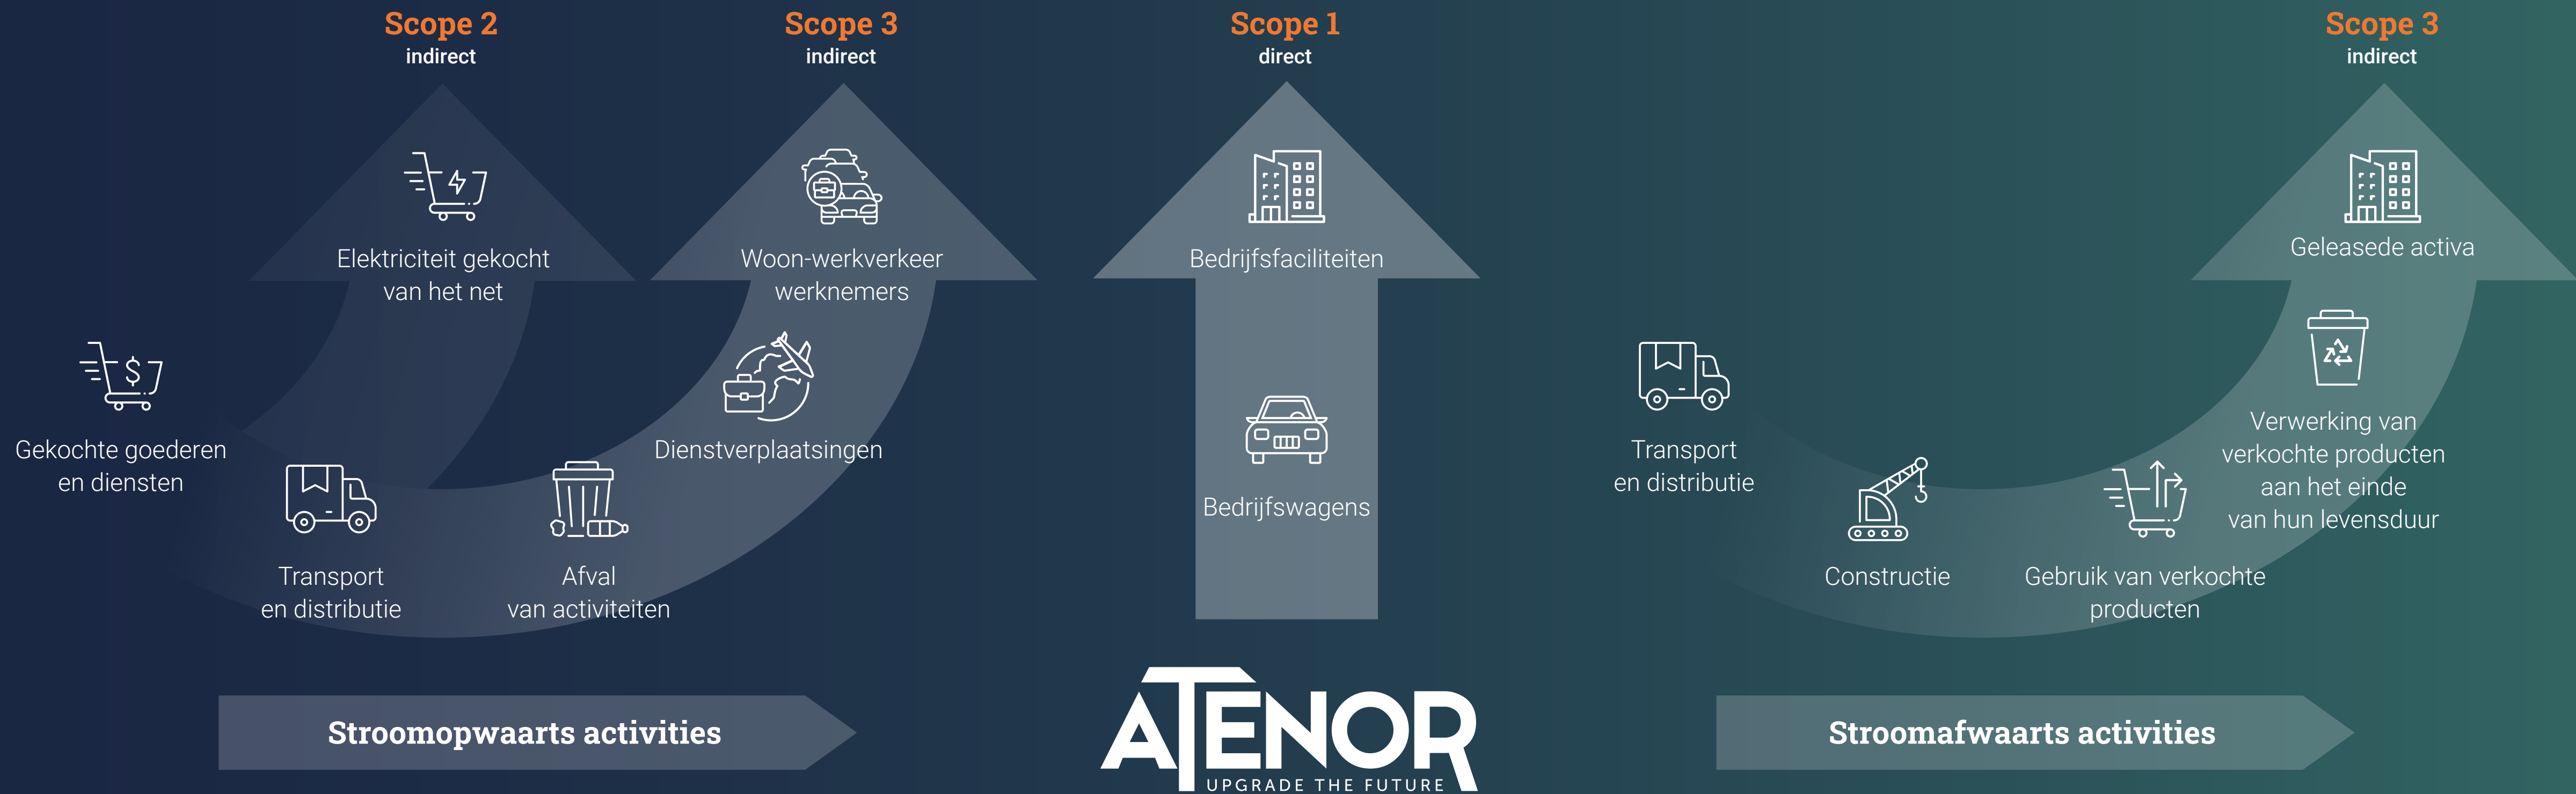 Scope 2
indirect
Elektriciteit gekocht
van het net
Scope 3
indirect
Woon-werkverkeer
werknemers
Dienstverplaatsingen
Gekochte goederen
en diensten
Transport
en distributie
Afval
van activiteiten
Stroomopwaarts activities
Scope 1
direct
Bedrijfsfaciliteiten
Bedrijfswagens
ATENOR
UPGRADE THE FUTURE
Scope 3
indirect
Geleasede activa
Verwerking van
verkochte producten
aan het einde
van hun levensduur
Transport
en distributie
Constructie
Gebruik van verkochte
producten
Stroomafwaarts activities
$